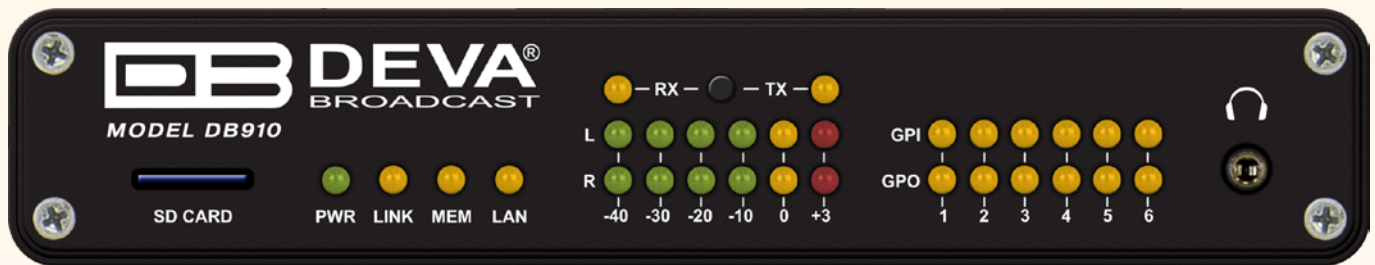 DB DEVA®
BROADCAST
MODEL DB910
SD CARD
PWR LINK MEM LAN
RX TX
L
R
-40 -30 -20 -10 0 +3
GPI
GPO
1 2 3 4 5 6